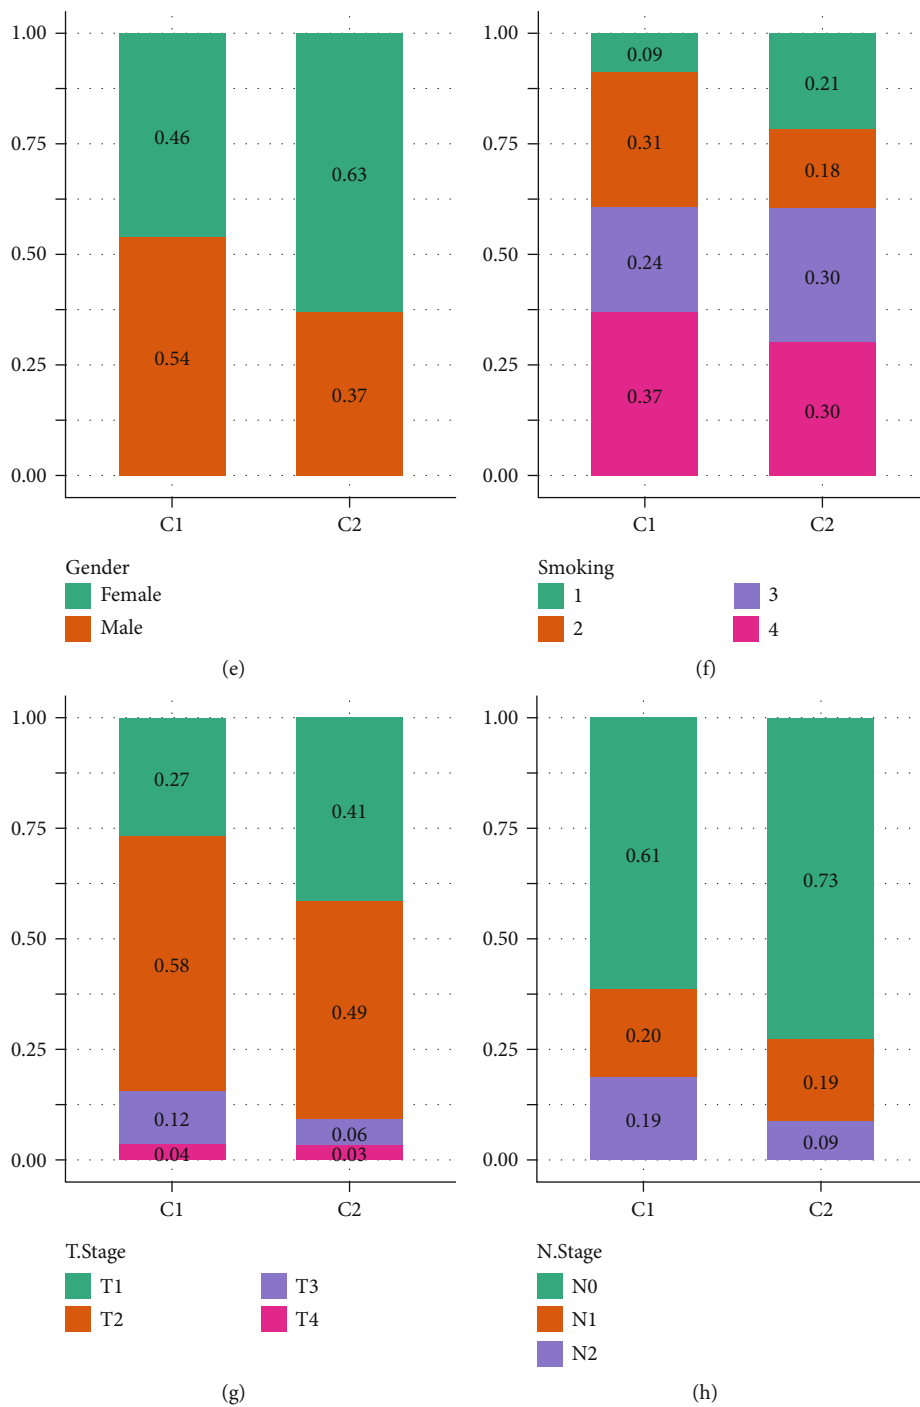 1.00
0.75
0.50
0.25
0.00
0.46
0.54
0.63
0.37
C1 C2
Gender
Female
Male
(e)
1.00
0.75
0.50
0.25
0.00
0.09
0.31
0.24
0.37
0.21
0.18
0.30
0.30
C1 C2
Smoking
1 3
2 4
(f)
1.00
0.75
0.50
0.25
0.00
0.27
0.58
0.12
0.04
0.41
0.49
0.06
0.03
C1 C2
T.Stage
T1 T3
T2 T4
(g)
1.00
0.75
0.50
0.25
0.00
0.61
0.20
0.19
0.73
0.19
0.09
C1 C2
N.Stage
N0
N1
N2
(h)